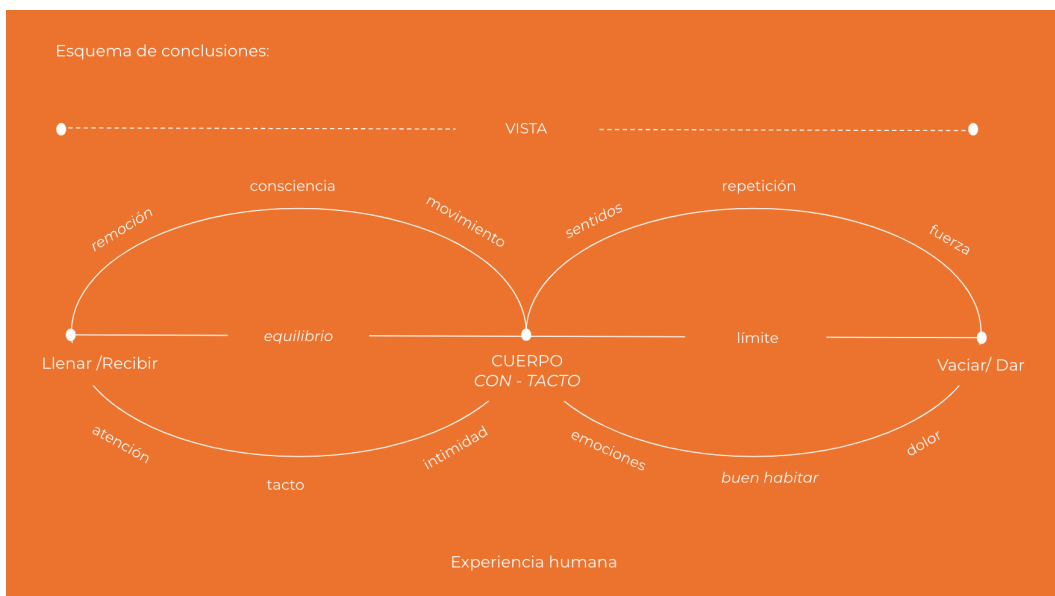 Esquema de conclusiones:
VISTA
consciencia
repetición
remoción
movimiento
sentidos
fuerza
equilibrio
límite
Llenar /Recibir
CUERPO
CON - TACTO
Vaciar/ Dar
atención
intimidad
emociones
dolor
tacto
buen habitar
Experiencia humana